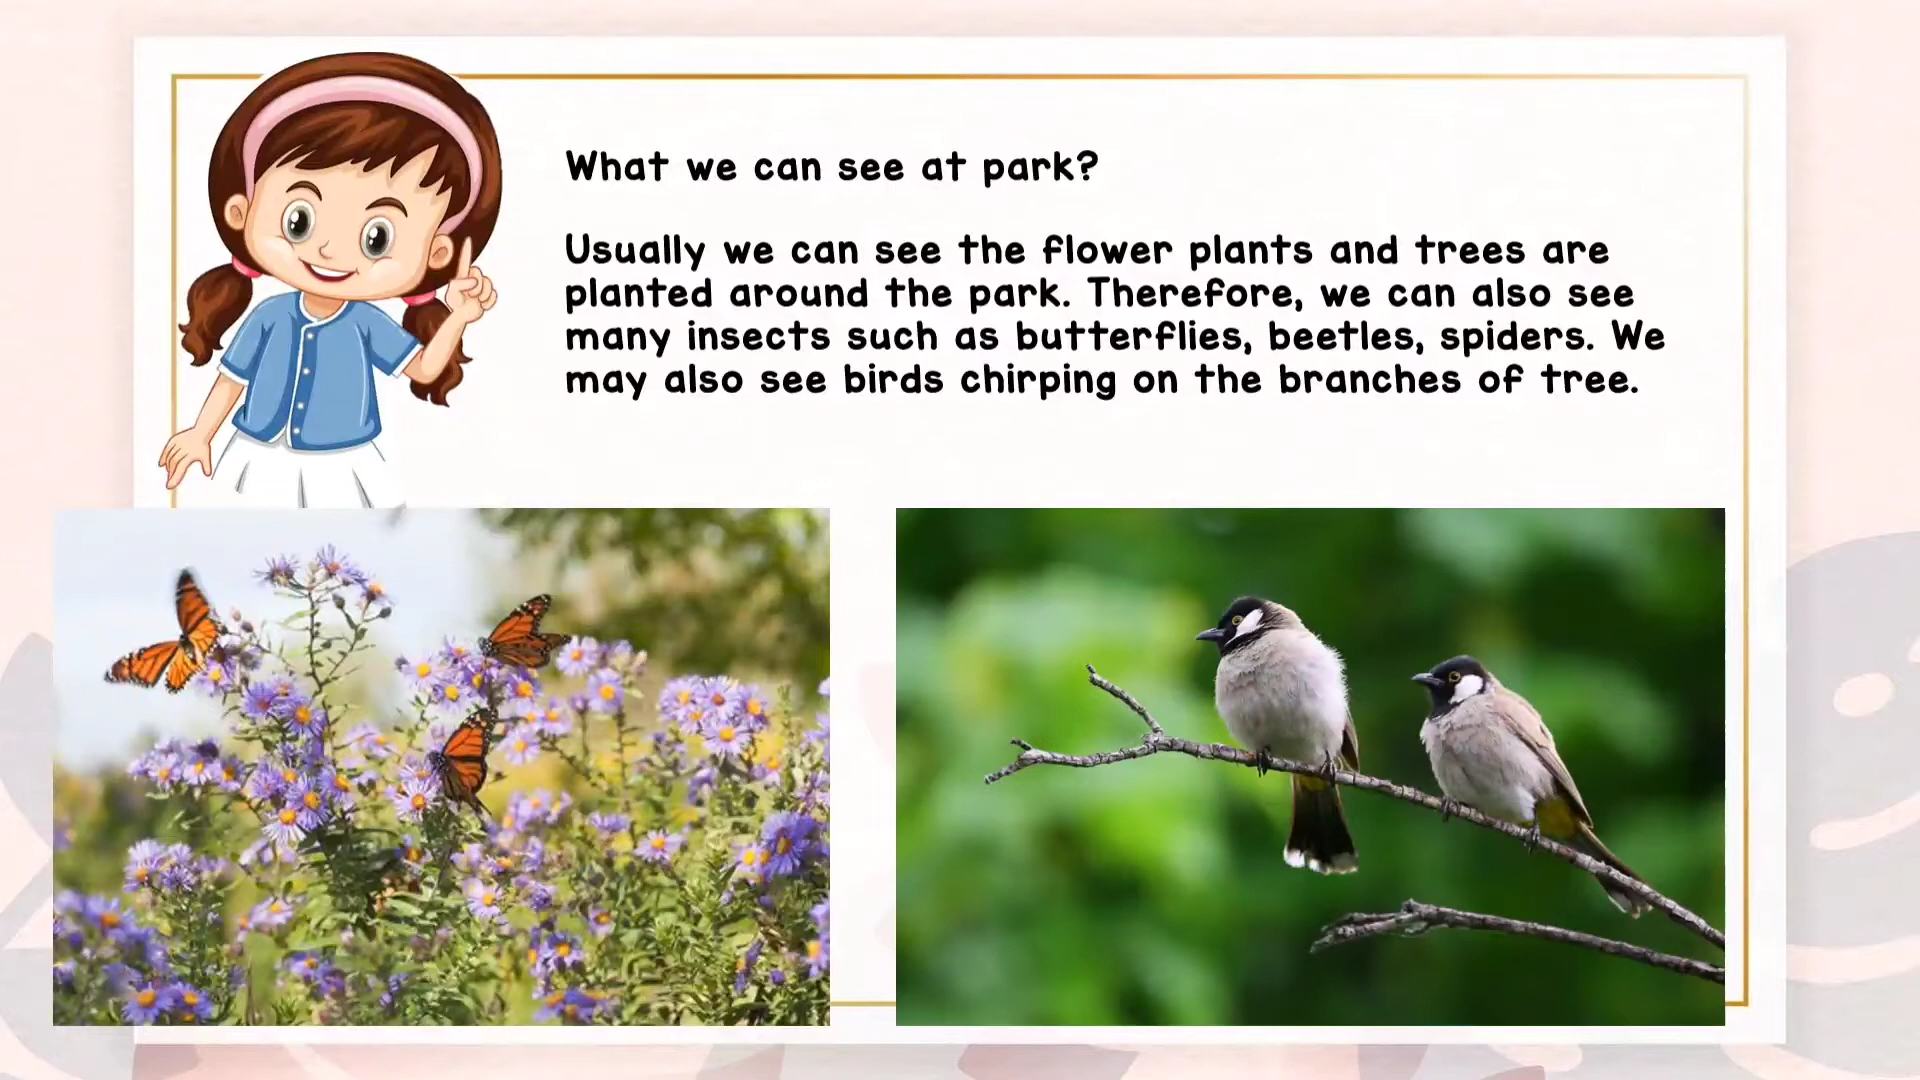 What we can see at park?
Usually we can see the flower plants and trees are
planted around the park. Therefore, we can also see
many insects such as butterflies, beetles, spiders. We
may also see birds chirping on the branches of tree.